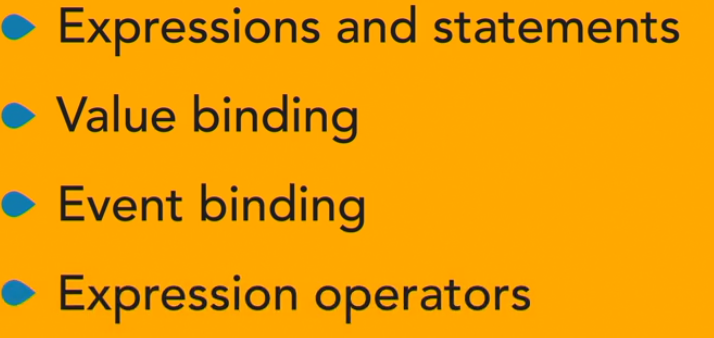 Expressions and statements
Value binding
Event binding
Expression operators